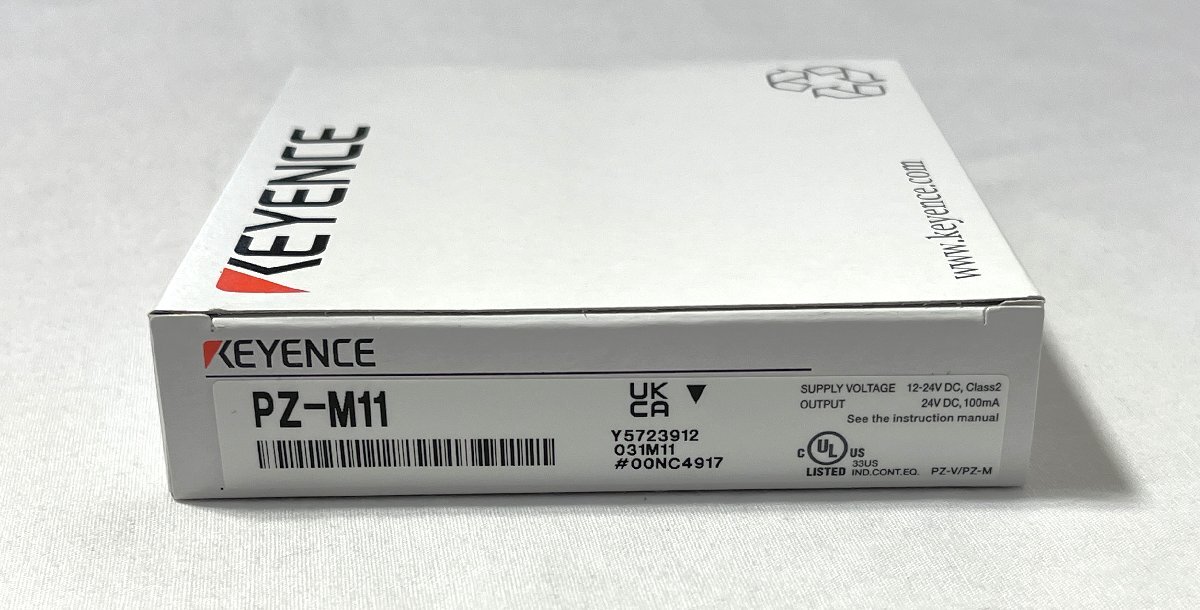 KEYENCE
www.keyence.com
KEYENCE
PZ-M11
UK
CA
Y5723912
031M11
#00NC4917
SUPPLY VOLTAGE 12-24V DC, Class2
OUTPUT 24V DC, 100mA
See the instruction manual
C UL US
LISTED 33US IND.CONT.EQ. PZ-V/PZ-M